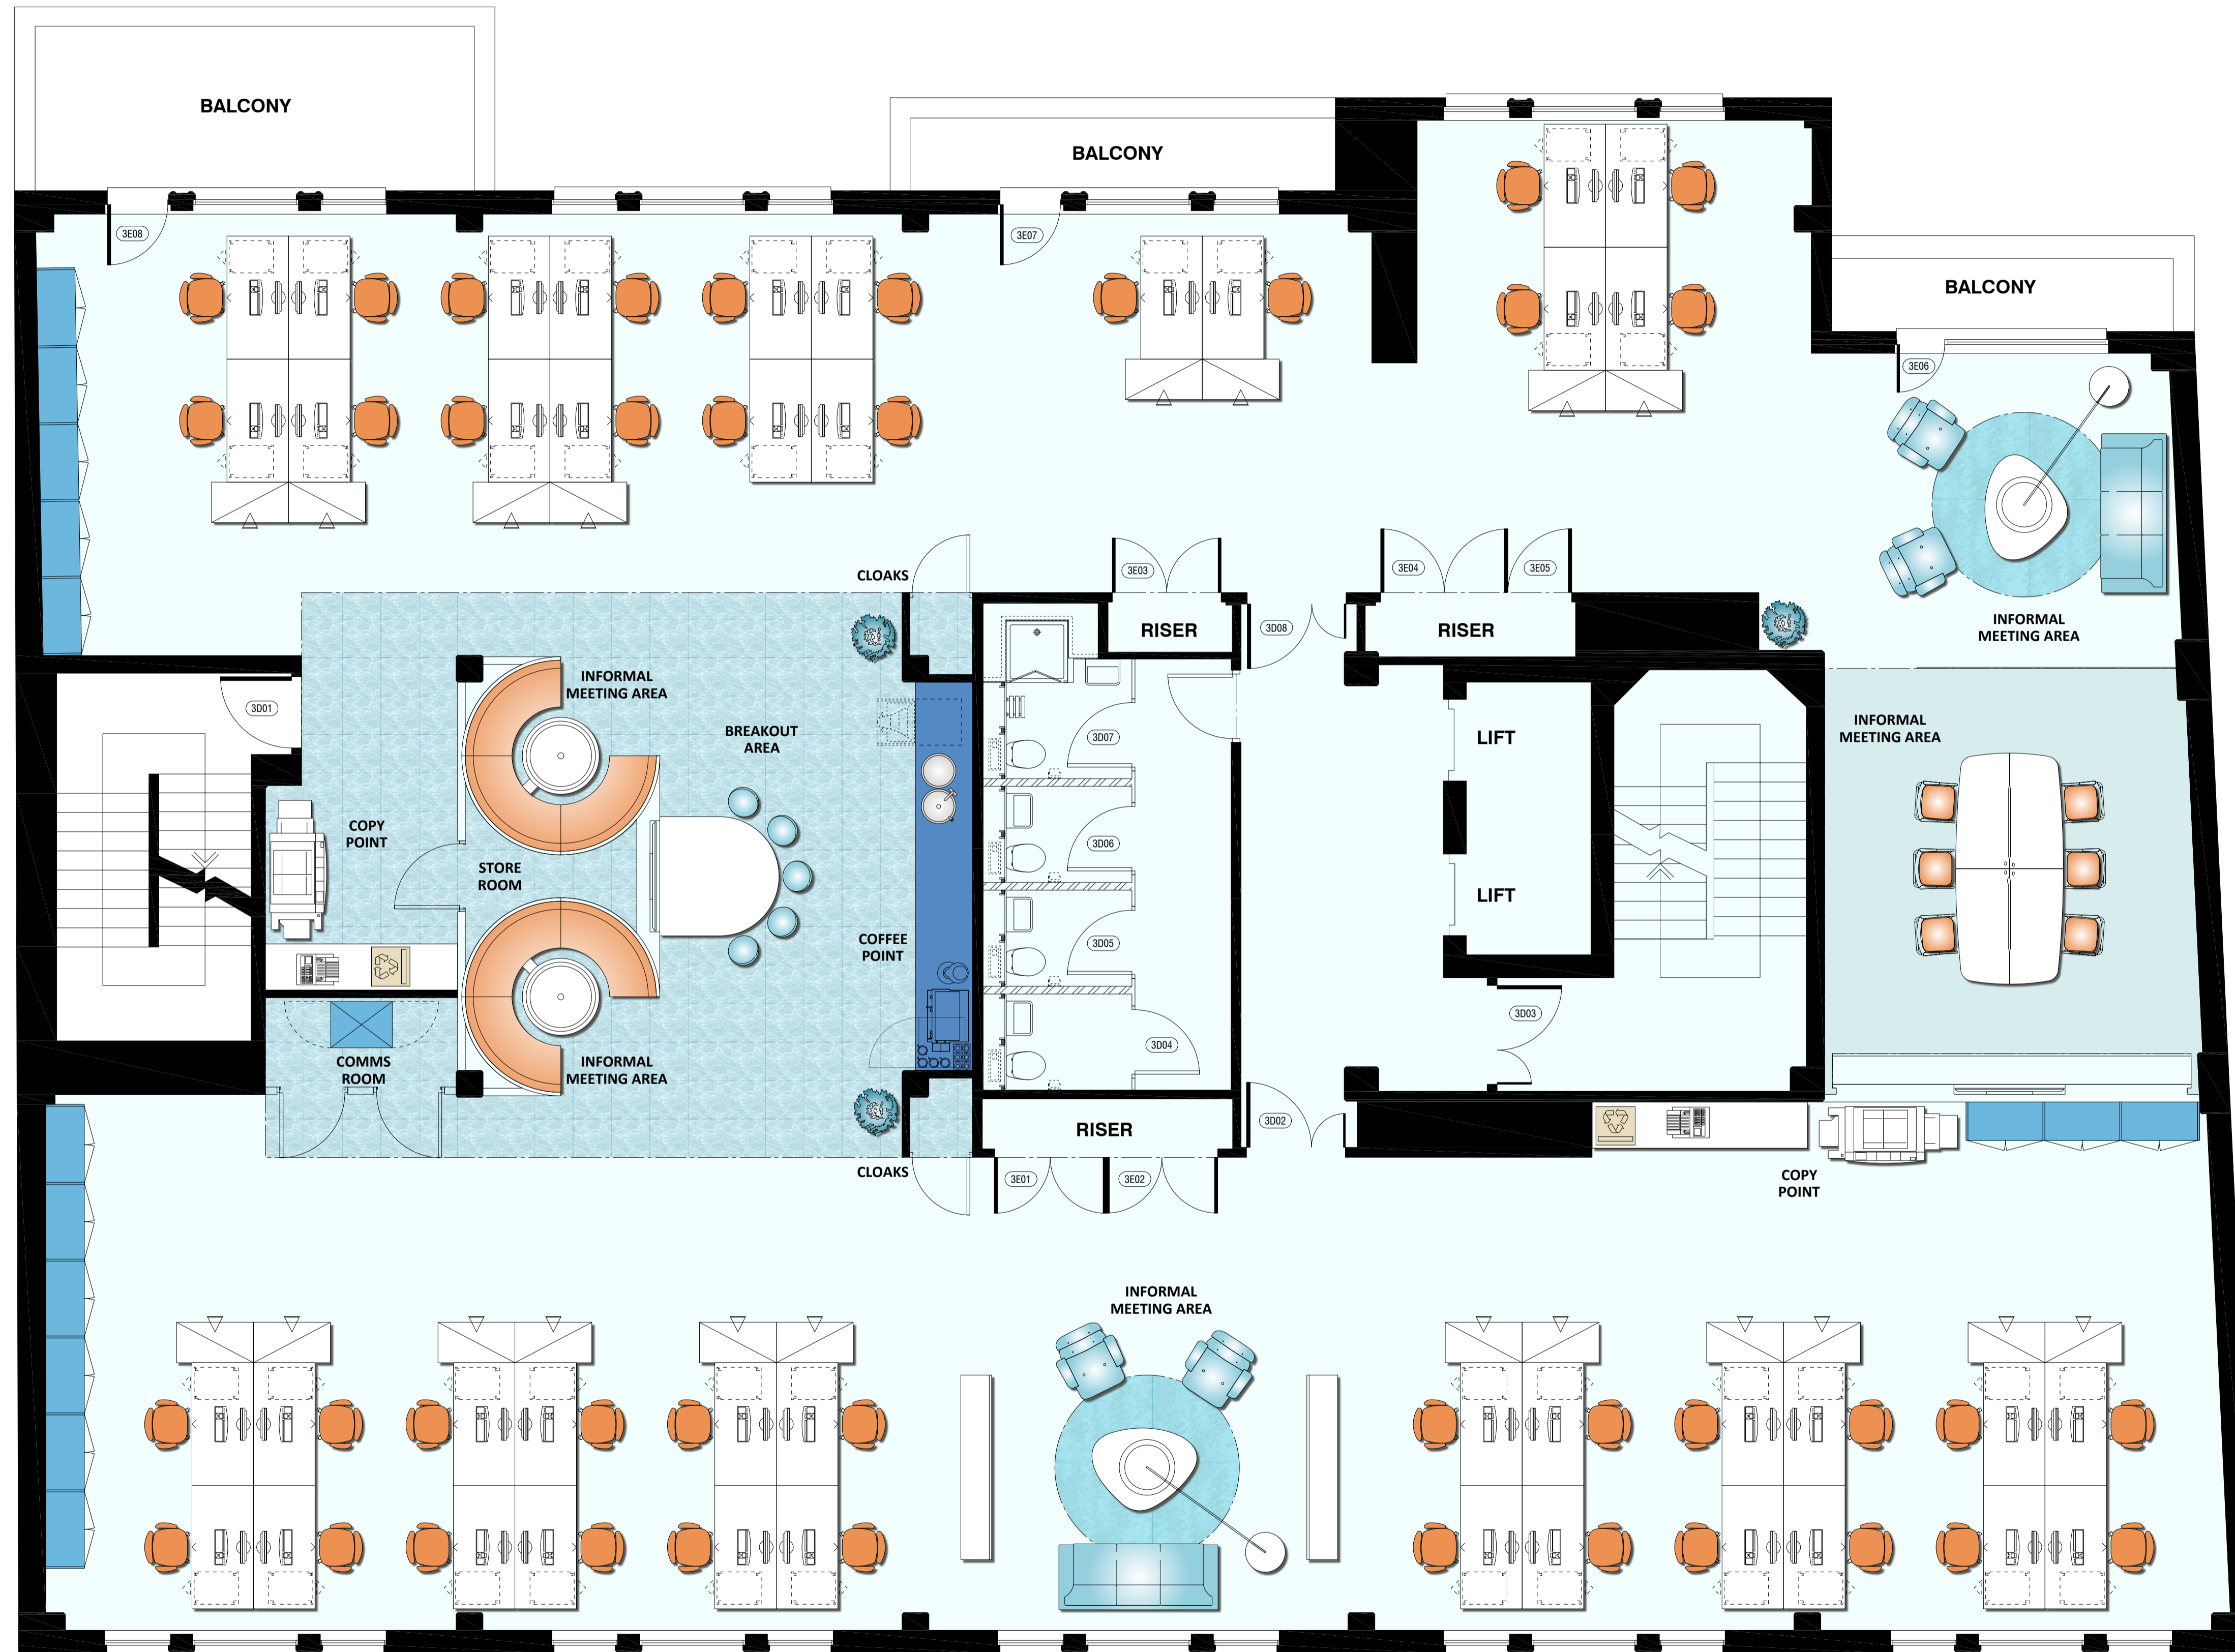 BALCONY
BALCONY
BALCONY
3E08
3E07
3E06
CLOAKS
3E03
3E04
3E05
RISER
3D08
RISER
INFORMAL
MEETING AREA
INFORMAL
MEETING AREA
3D01
BREAKOUT
AREA
3D07
LIFT
INFORMAL
MEETING AREA
COPY
POINT
3D06
STORE
ROOM
LIFT
COFFEE
POINT
3D05
3D03
3D04
COMMS
ROOM
INFORMAL
MEETING AREA
RISER
3D02
CLOAKS
3E01
3E02
COPY
POINT
INFORMAL
MEETING AREA